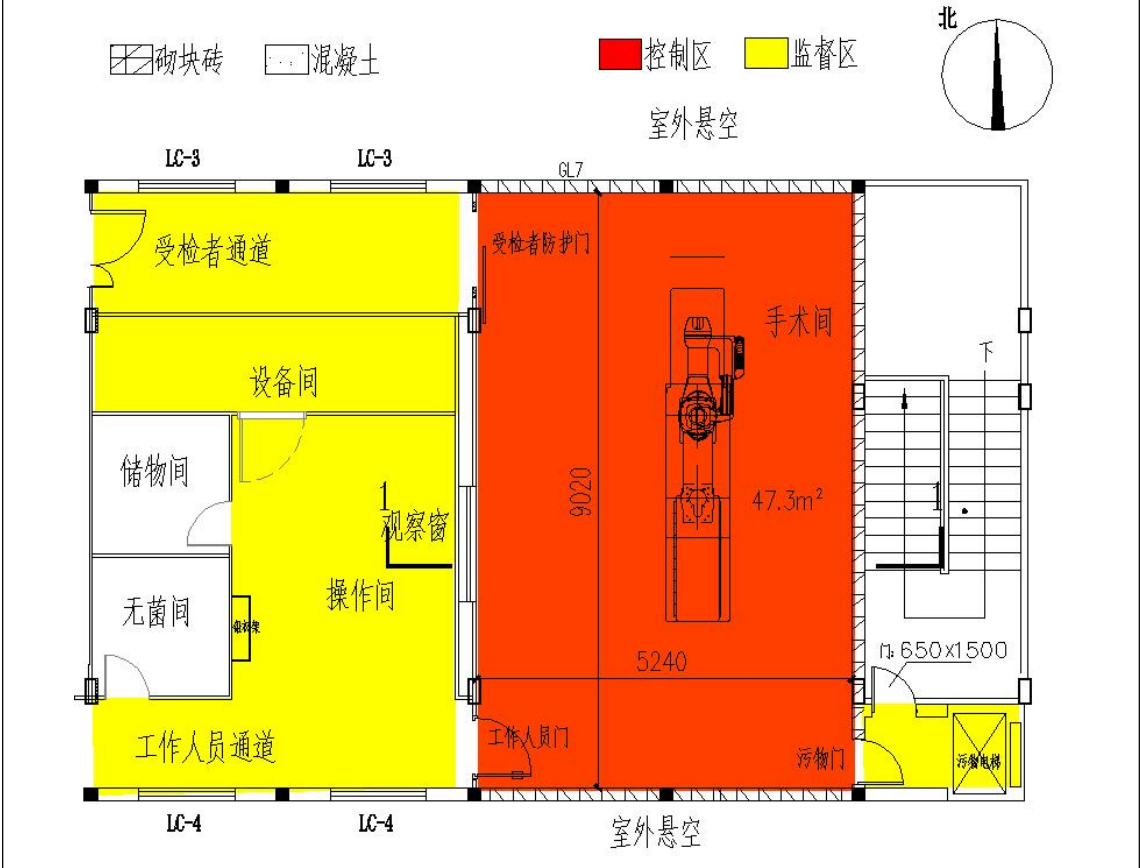 北
砌块砖 混凝土 控制区 监督区
室外悬空
LC-3 LC-3
GL7
受检者通道 受检者防护门
手术间
下
设备间
储物间
9020 47.3m²
1 1
观察窗
操作间
无菌间
铅衣架
门: 650x1500
5240
工作人员通道 工作人员门 污物门 污物电梯
LC-4 LC-4
室外悬空